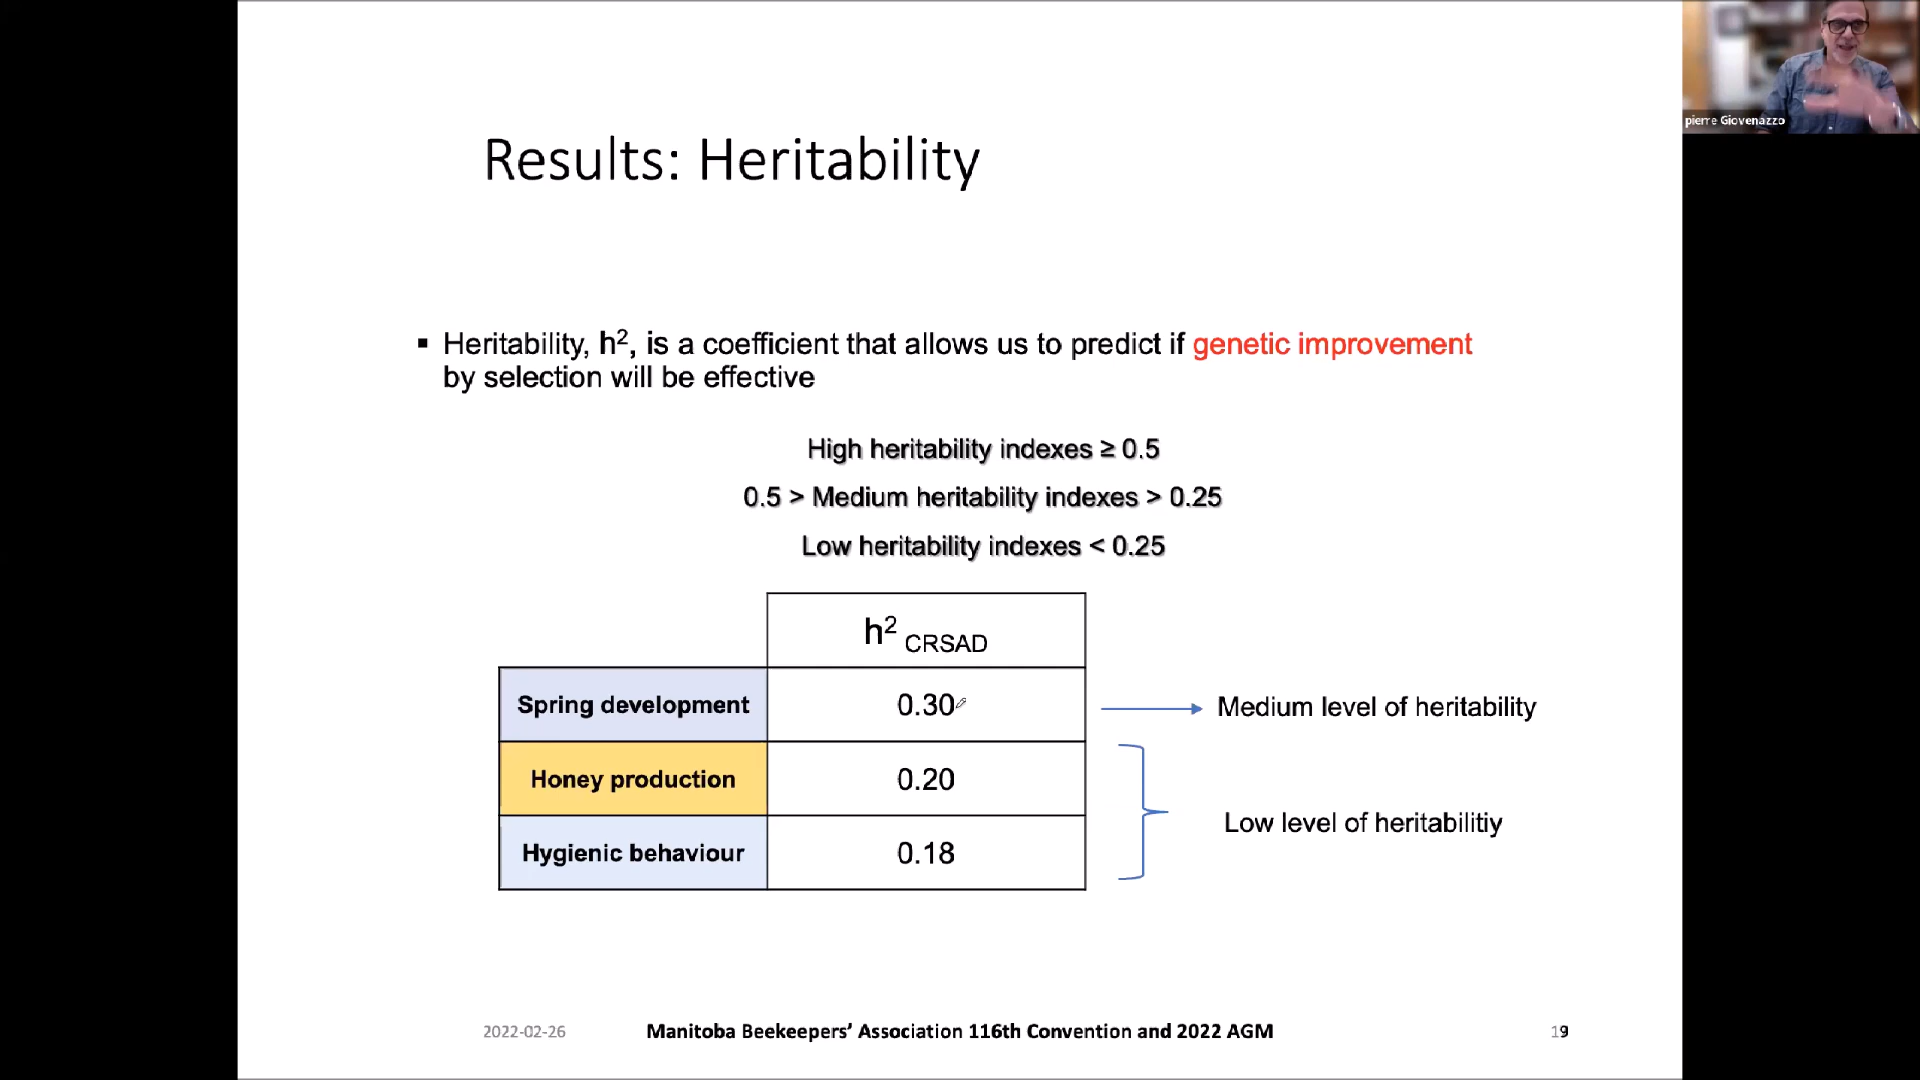 pierre Giovenazzo
Results: Heritability
▪ Heritability, h², is a coefficient that allows us to predict if genetic improvement
by selection will be effective
High heritability indexes ≥ 0.5
0.5 > Medium heritability indexes > 0.25
Low heritability indexes < 0.25
h² CRSAD
Spring development 0.30 Medium level of heritability
Honey production 0.20
Low level of heritabilitiy
Hygienic behaviour 0.18
2022-02-26 Manitoba Beekeepers’ Association 116th Convention and 2022 AGM 19